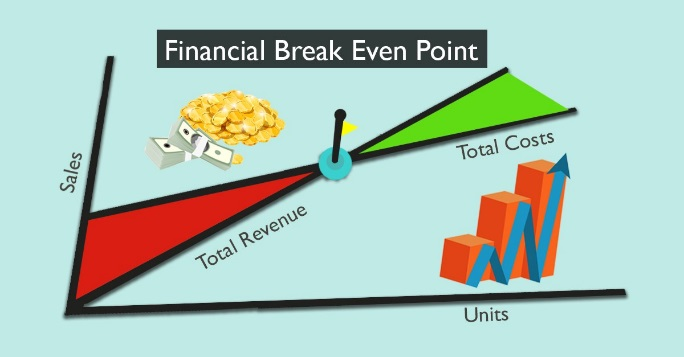 Financial Break Even Point
Sales
Total Revenue
Total Costs
Units